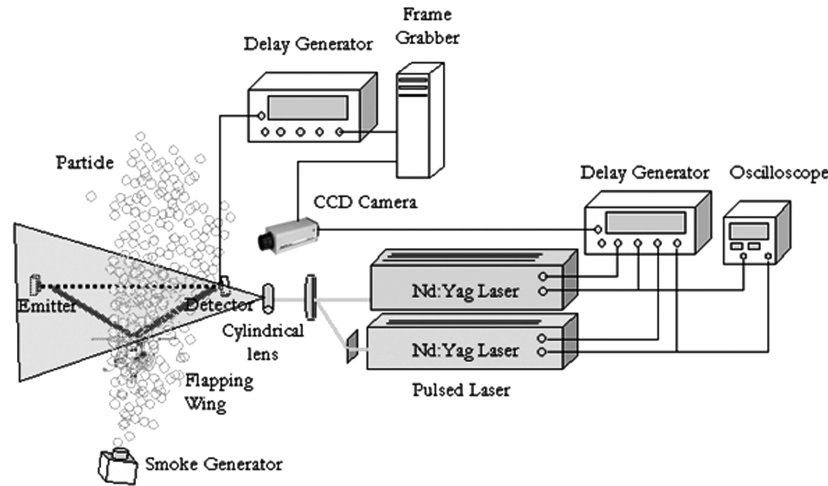 Frame
Grabber
Delay Generator
Particle
CCD Camera
Delay Generator
Oscilloscope
Emitter
Detector
Cylindrical
lens
Nd:Yag Laser
Nd:Yag Laser
Pulsed Laser
Flapping
Wing
Smoke Generator